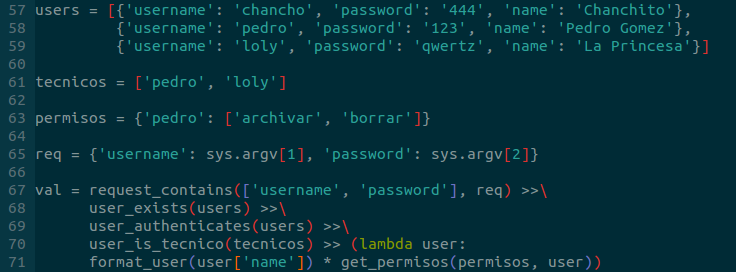 57 users = [{'username': 'chancho', 'password': '444', 'name': 'Chanchito'},
58          {'username': 'pedro', 'password': '123', 'name': 'Pedro Gomez'},
59          {'username': 'loly', 'password': 'qwertz', 'name': 'La Princesa'}]
60
61 tecnicos = ['pedro', 'loly']
62
63 permisos = {'pedro': ['archivar', 'borrar']}
64
65 req = {'username': sys.argv[1], 'password': sys.argv[2]}
66
67 val = request_contains(['username', 'password'], req) >>\
68       user_exists(users) >>\
69       user_authenticates(users) >>\
70       user_is_tecnico(tecnicos) >> (lambda user:
71       format_user(user['name']) * get_permisos(permisos, user))